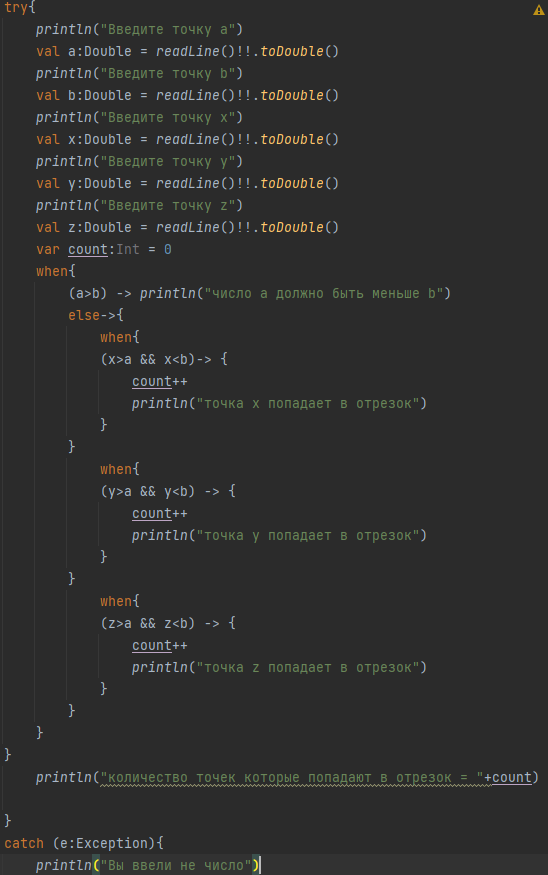 try{
    println("Введите точку a")
    val a:Double = readLine()!!.toDouble()
    println("Введите точку b")
    val b:Double = readLine()!!.toDouble()
    println("Введите точку x")
    val x:Double = readLine()!!.toDouble()
    println("Введите точку y")
    val y:Double = readLine()!!.toDouble()
    println("Введите точку z")
    val z:Double = readLine()!!.toDouble()
    var count:Int = 0
    when{
        (a>b) -> println("число a должно быть меньше b")
        else->{
            when{
            (x>a && x<b)-> {
                count++
                println("точка x попадает в отрезок")
            }
        }
            when{
            (y>a && y<b) -> {
                count++
                println("точка y попадает в отрезок")
            }
        }
            when{
            (z>a && z<b) -> {
                count++
                println("точка z попадает в отрезок")
            }
        }
    }
}
    println("количество точек которые попадают в отрезок = "+count)
}
catch (e:Exception){
    println("Вы ввели не число")